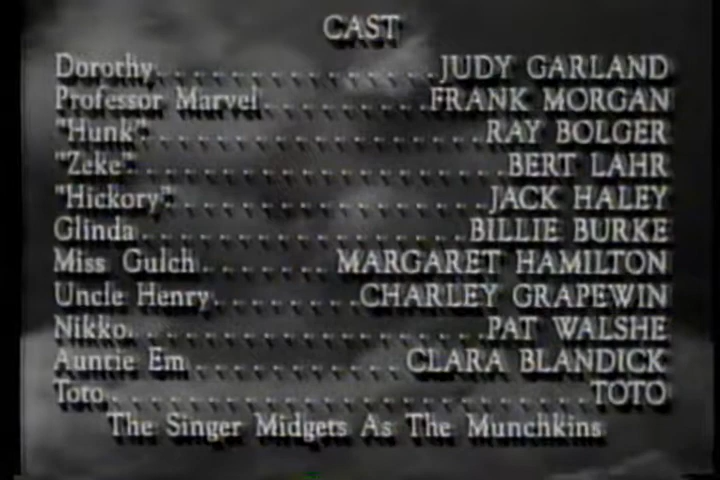 CAST
Dorothy . . . . . . . . . . . . . . . JUDY GARLAND
Professor Marvel . . . . . . . . . FRANK MORGAN
"Hunk" . . . . . . . . . . . . . . . . . . RAY BOLGER
"Zeke" . . . . . . . . . . . . . . . . . . . BERT LAHR
"Hickory" . . . . . . . . . . . . . . . . JACK HALEY
Glinda . . . . . . . . . . . . . . . . . BILLIE BURKE
Miss Gulch . . . . . . . MARGARET HAMILTON
Uncle Henry . . . . . . . . CHARLEY GRAPEWIN
Nikko . . . . . . . . . . . . . . . . . . . PAT WALSHE
Auntie Em . . . . . . . . . . . CLARA BLANDICK
Toto . . . . . . . . . . . . . . . . . . . . . . . . . TOTO
The Singer Midgets As The Munchkins